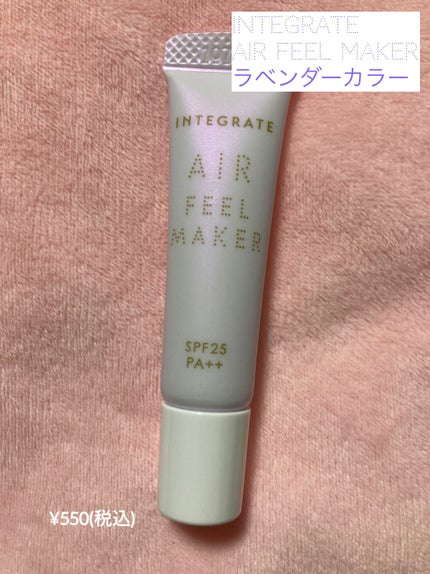 INTEGRATE
AIR FEEL MAKER
ラベンダーカラー
INTEGRATE
AIR
FEEL
MAKER
SPF25
PA++
¥550(税込)